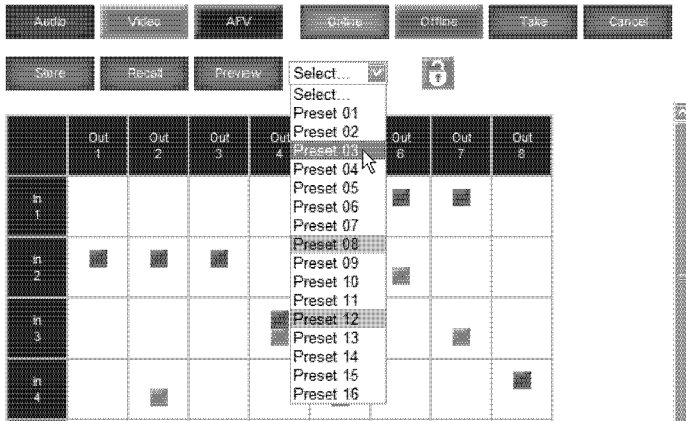 Audio Video AFV Online Offline Take Cancel
Store Recall Preview Select...
Select...
Preset 01
Preset 02
Preset 03
Preset 04
Preset 05
Preset 06
Preset 07
Preset 08
Preset 09
Preset 10
Preset 11
Preset 12
Preset 13
Preset 14
Preset 15
Preset 16
Out 1
Out 2
Out 3
Out 4
Out 6
Out 7
Out 8
In 1
In 2
In 3
In 4